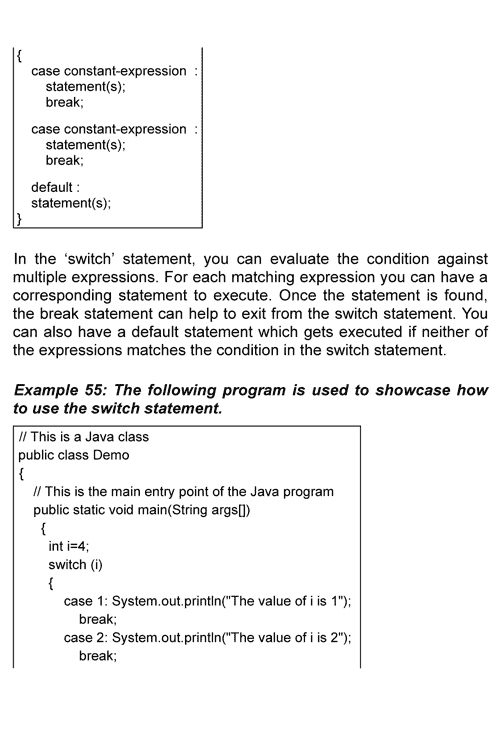 {
case constant-expression :
statement(s);
break;
case constant-expression :
statement(s);
break;
default :
statement(s);
}
In the ‘switch’ statement, you can evaluate the condition against
multiple expressions. For each matching expression you can have a
corresponding statement to execute. Once the statement is found,
the break statement can help to exit from the switch statement. You
can also have a default statement which gets executed if neither of
the expressions matches the condition in the switch statement.
Example 55: The following program is used to showcase how
to use the switch statement.
// This is a Java class
public class Demo
{
// This is the main entry point of the Java program
public static void main(String args[])
{
int i=4;
switch (i)
{
case 1: System.out.println("The value of i is 1");
break;
case 2: System.out.println("The value of i is 2");
break;